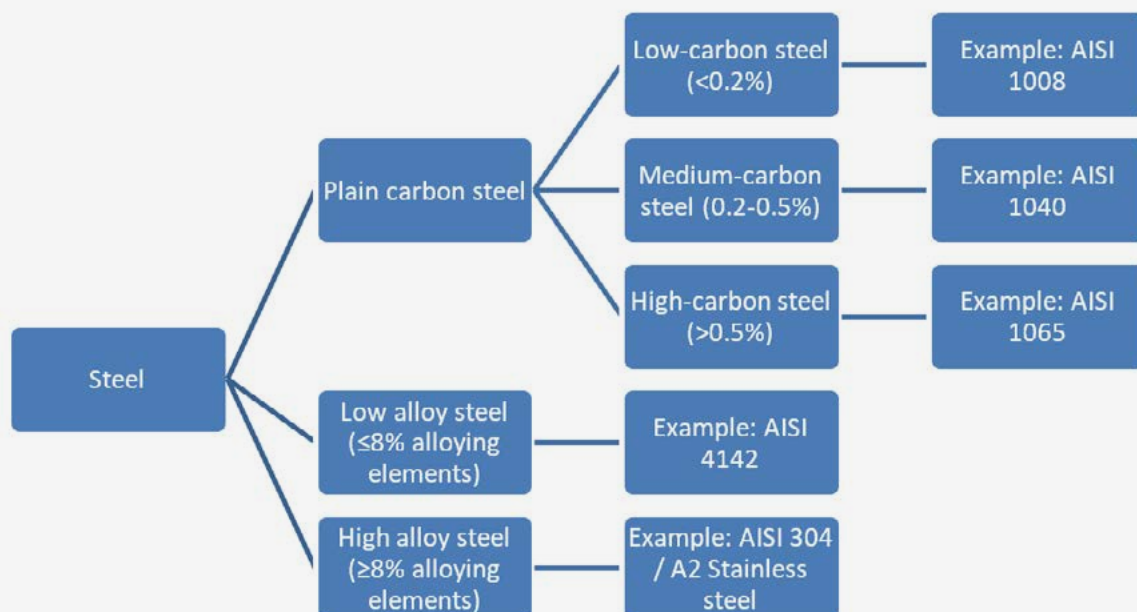 Steel
Plain carbon steel
Low-carbon steel
(<0.2%)
Example: AISI
1008
Medium-carbon
steel (0.2-0.5%)
Example: AISI
1040
High-carbon steel
(>0.5%)
Example: AISI
1065
Low alloy steel
(≤8% alloying
elements)
Example: AISI
4142
High alloy steel
(≥8% alloying
elements)
Example: AISI 304
/ A2 Stainless
steel